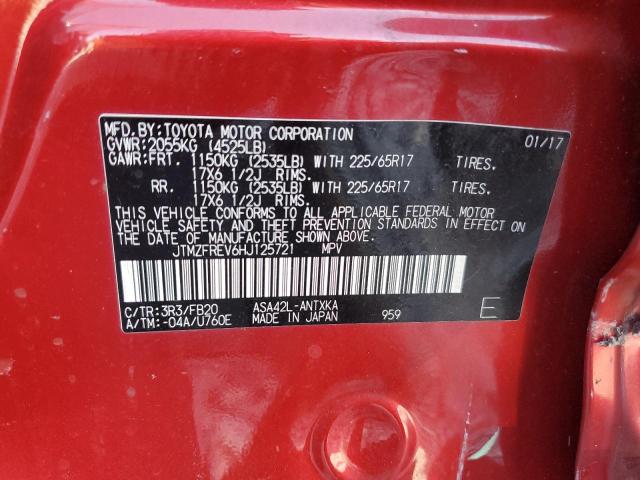 MFD.BY:TOYOTA MOTOR CORPORATION 01/17
GVWR:2055KG (4525LB)
GAWR:FRT. 1150KG (2535LB) WITH 225/65R17 TIRES.
17X6 1/2J RIMS.
RR. 1150KG (2535LB) WITH 225/65R17 TIRES.
17X6 1/2J RIMS.
THIS VEHICLE CONFORMS TO ALL APPLICABLE FEDERAL MOTOR
VEHICLE SAFETY AND THEFT PREVENTION STANDARDS IN EFFECT ON
THE DATE OF MANUFACTURE SHOWN ABOVE.
JTMZFREV6HJ125721 MPV
C/TR:3R3/FB20 ASA42L-ANTXKA
A/TM:-04A/U760E MADE IN JAPAN 959 E